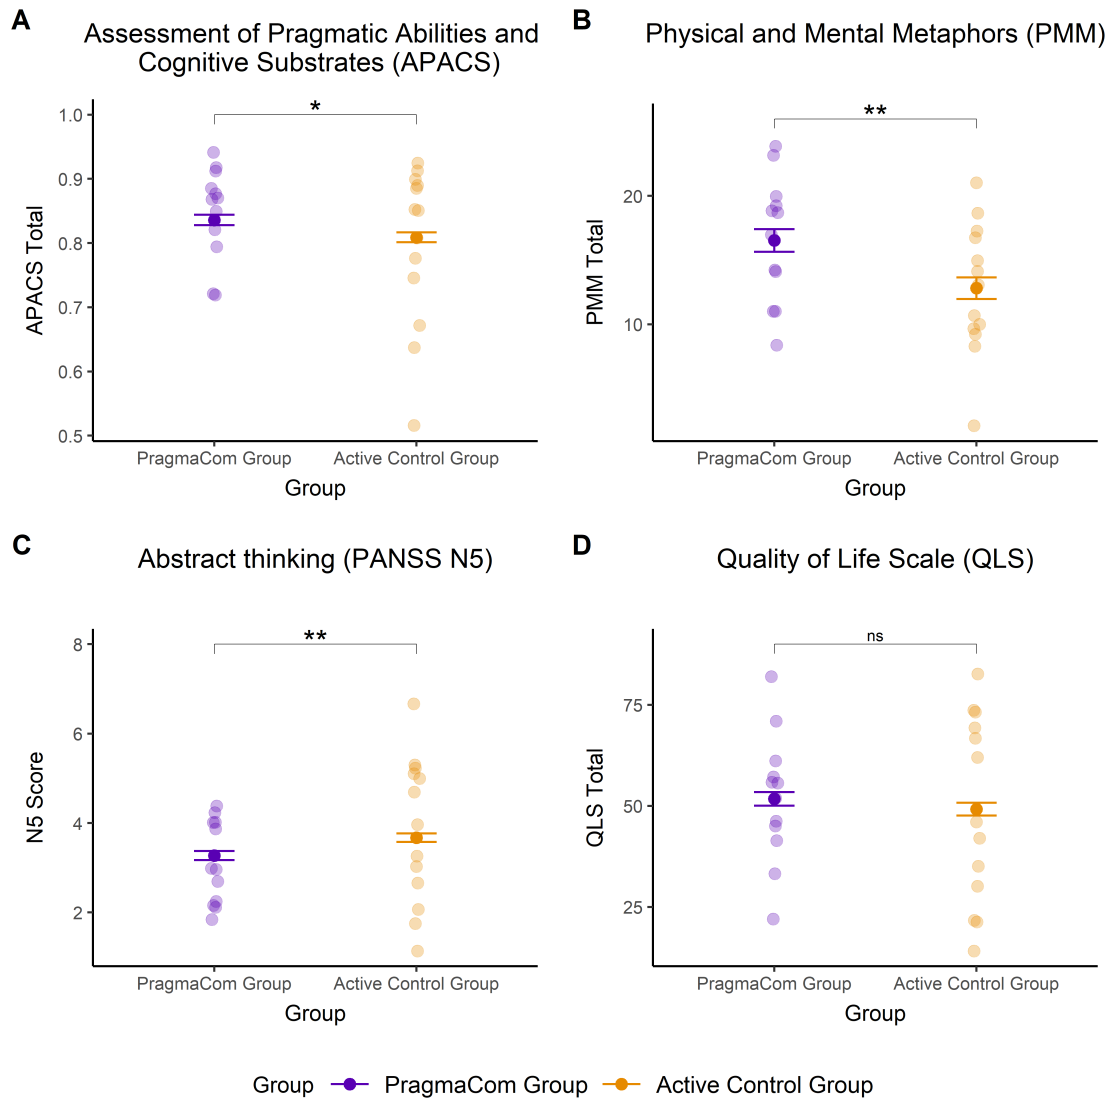 A
Assessment of Pragmatic Abilities and
Cognitive Substrates (APACS)
*
1.0
0.9
0.8
0.7
0.6
0.5
APACS Total
PragmaCom Group
Active Control Group
Group
B
Physical and Mental Metaphors (PMM)
**
20
10
PMM Total
PragmaCom Group
Active Control Group
Group
C
Abstract thinking (PANSS N5)
**
8
6
4
2
N5 Score
PragmaCom Group
Active Control Group
Group
D
Quality of Life Scale (QLS)
ns
75
50
25
QLS Total
PragmaCom Group
Active Control Group
Group
Group PragmaCom Group Active Control Group